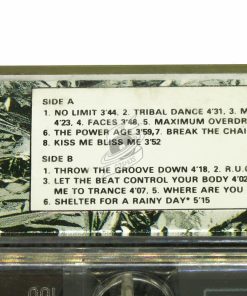 SIDE A
1. NO LIMIT 3'44, 2. TRIBAL DANCE 4'31, 3. M
4'23, 4. FACES 3'48, 5. MAXIMUM OVERDR
6. THE POWER AGE 3'59, 7. BREAK THE CHAI
8. KISS ME BLISS ME 3'52
SIDE B
1. THROW THE GROOVE DOWN 4'18, 2. R.U.
3. LET THE BEAT CONTROL YOUR BODY 4'02
ME TO TRANCE 4'07, 5. WHERE ARE YOU
6. SHELTER FOR A RAINY DAY* 5'15
100